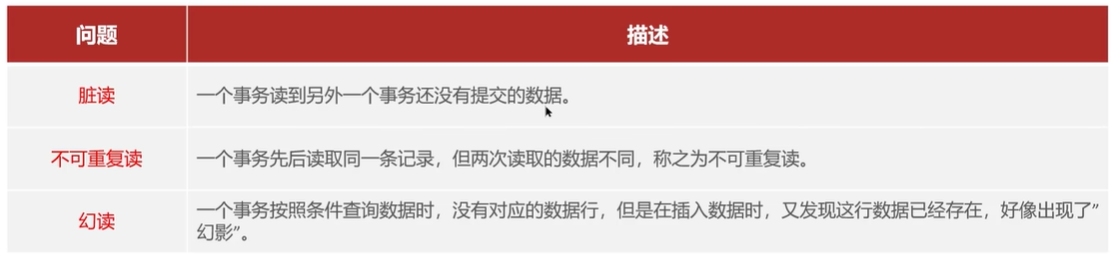 问题 描述
脏读 一个事务读到另外一个事务还没有提交的数据。
不可重复读 一个事务先后读取同一条记录，但两次读取的数据不同，称之为不可重复读。
幻读 一个事务按照条件查询数据时，没有对应的数据行，但是在插入数据时，又发现这行数据已经存在，好像出现了”
幻影”。